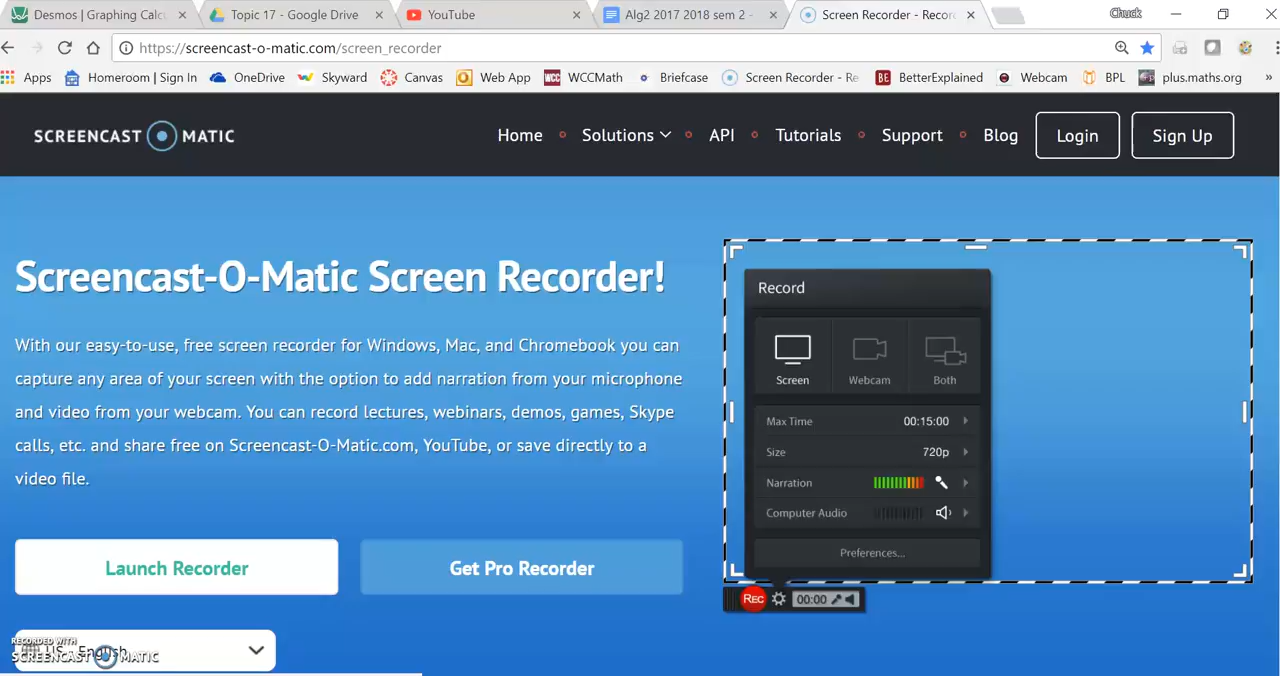 Desmos | Graphing Calcu
Topic 17 - Google Drive
YouTube
Alg2 2017 2018 sem 2 -
Screen Recorder - Recor
Chuck
https://screencast-o-matic.com/screen_recorder
Apps
Homeroom | Sign In
OneDrive
Skyward
Canvas
Web App
WCC WCCMath
Briefcase
Screen Recorder - Re
BE BetterExplained
Webcam
BPL
plus.maths.org
»
SCREENCAST MATIC
Home
Solutions
API
Tutorials
Support
Blog
Login
Sign Up
Screencast-O-Matic Screen Recorder!
With our easy-to-use, free screen recorder for Windows, Mac, and Chromebook you can
capture any area of your screen with the option to add narration from your microphone
and video from your webcam. You can record lectures, webinars, demos, games, Skype
calls, etc. and share free on Screencast-O-Matic.com, YouTube, or save directly to a
video file.
Launch Recorder
Get Pro Recorder
Record
Screen
Webcam
Both
Max Time 00:15:00
Size 720p
Narration
Computer Audio
Preferences...
REC 00:00
US - English
RECORDED WITH
SCREENCAST MATIC